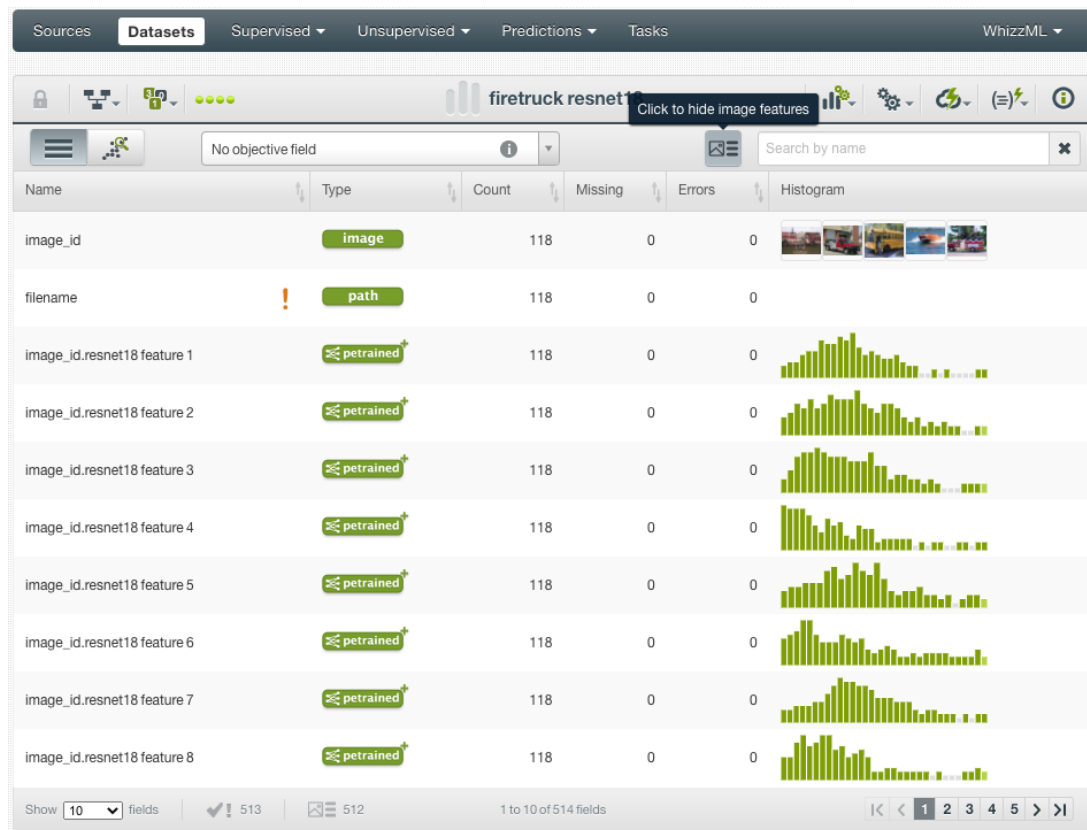 Sources Datasets Supervised Unsupervised Predictions Tasks WhizzML
firetruck resnet18
Click to hide image features
No objective field Search by name
Name Type Count Missing Errors Histogram
image_id image 118 0 0
filename path 118 0 0
image_id.resnet18 feature 1 petrained 118 0 0
image_id.resnet18 feature 2 petrained 118 0 0
image_id.resnet18 feature 3 petrained 118 0 0
image_id.resnet18 feature 4 petrained 118 0 0
image_id.resnet18 feature 5 petrained 118 0 0
image_id.resnet18 feature 6 petrained 118 0 0
image_id.resnet18 feature 7 petrained 118 0 0
image_id.resnet18 feature 8 petrained 118 0 0
Show 10 fields 513 512 1 to 10 of 514 fields 1 2 3 4 5